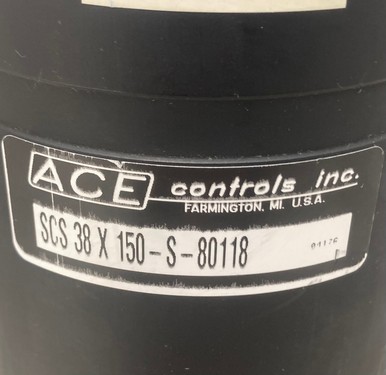 ACE controls inc.
FARMINGTON, MI. U.S.A.
SCS 38 X 150-S-80118